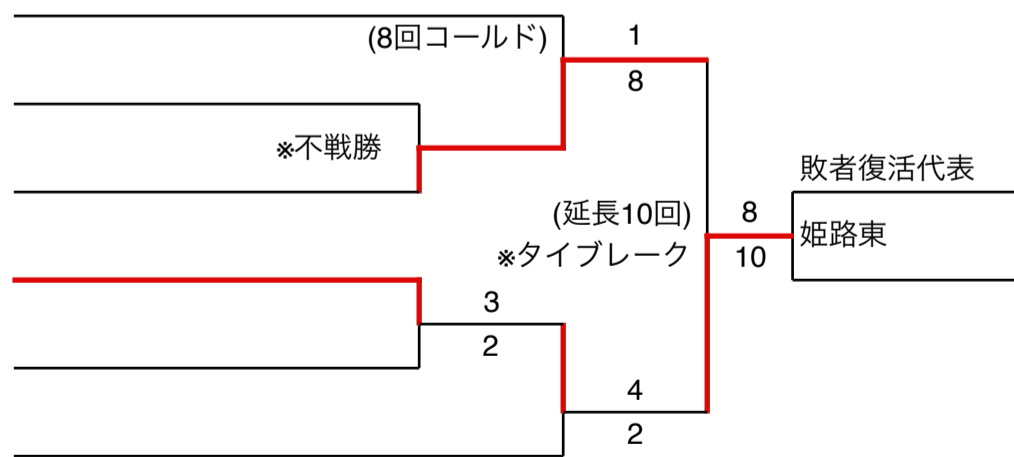 (8回コールド)
1
8
※不戦勝
敗者復活代表
(延長10回)
8
姫路東
※タイブレーク
10
3
2
4
2